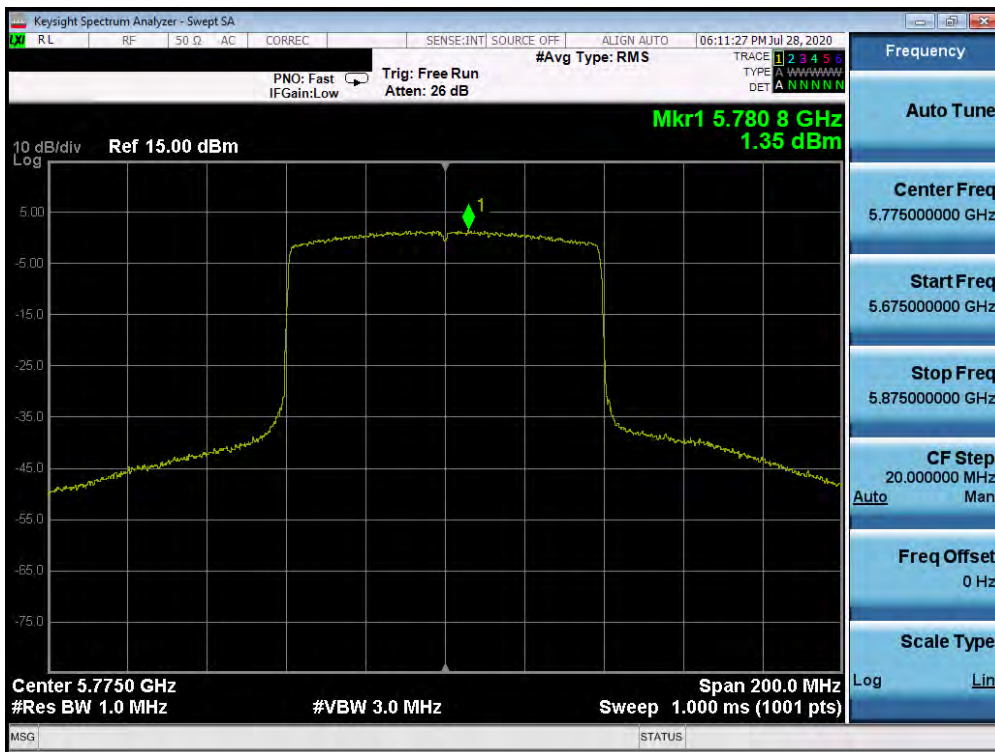 Keysight Spectrum Analyzer - Swept SA
LXI RL RF 50 Ω AC CORREC SENSE:INT SOURCE OFF ALIGN AUTO 06:11:27 PM Jul 28, 2020
#Avg Type: RMS
TRACE 1 2 3 4 5 6
PNO: Fast Trig: Free Run
TYPE A WWWWW
IFGain:Low Atten: 26 dB
DET A N N N N N
Mkr1 5.780 8 GHz
1.35 dBm
10 dB/div Ref 15.00 dBm
Log
1
5.00
-5.00
-15.0
-25.0
-35.0
-45.0
-55.0
-65.0
-75.0
Center 5.7750 GHz Span 200.0 MHz
#Res BW 1.0 MHz #VBW 3.0 MHz Sweep 1.000 ms (1001 pts)
MSG STATUS
Frequency
Auto Tune
Center Freq
5.775000000 GHz
Start Freq
5.675000000 GHz
Stop Freq
5.875000000 GHz
CF Step
20.000000 MHz
Auto Man
Freq Offset
0 Hz
Scale Type
Log Lin